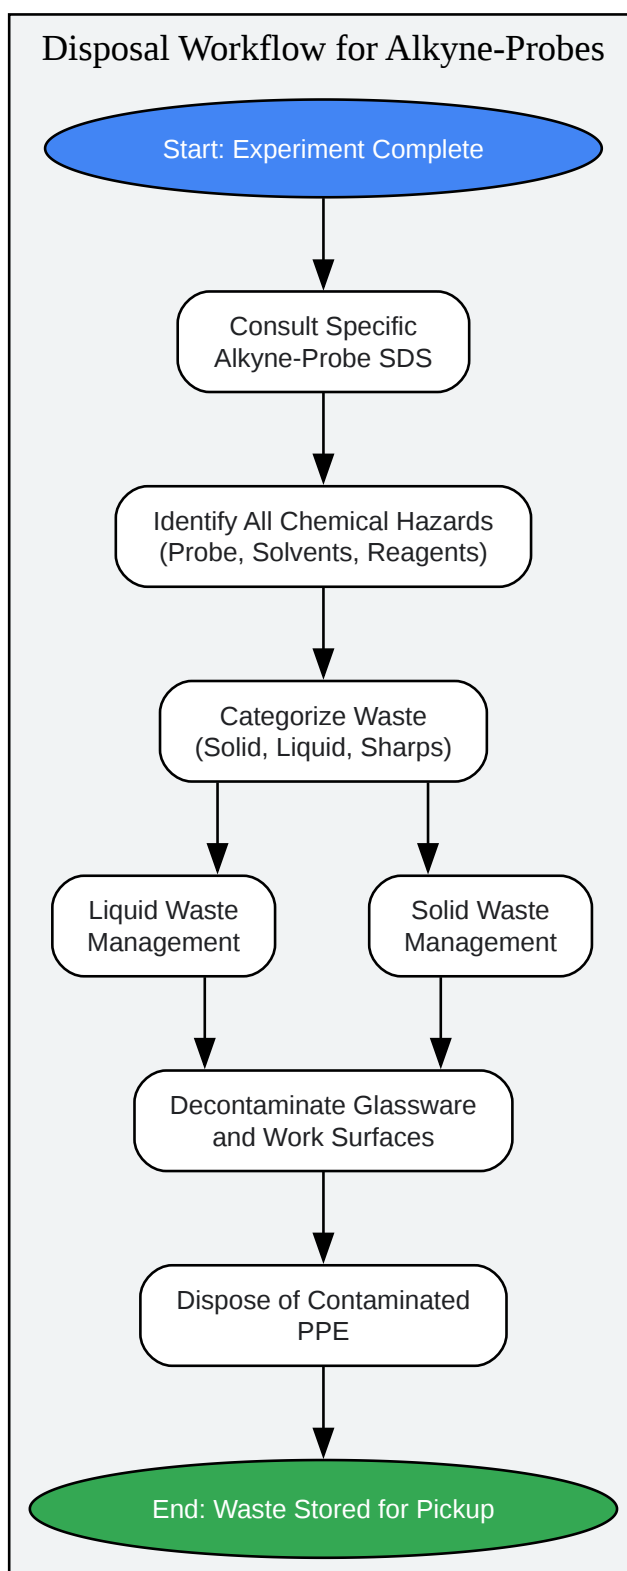 Disposal Workflow for Alkyne-Probes
Start: Experiment Complete
Consult Specific
Alkyne-Probe SDS
Identify All Chemical Hazards
(Probe, Solvents, Reagents)
Categorize Waste
(Solid, Liquid, Sharps)
Liquid Waste
Management
Solid Waste
Management
Decontaminate Glassware
and Work Surfaces
Dispose of Contaminated
PPE
End: Waste Stored for Pickup